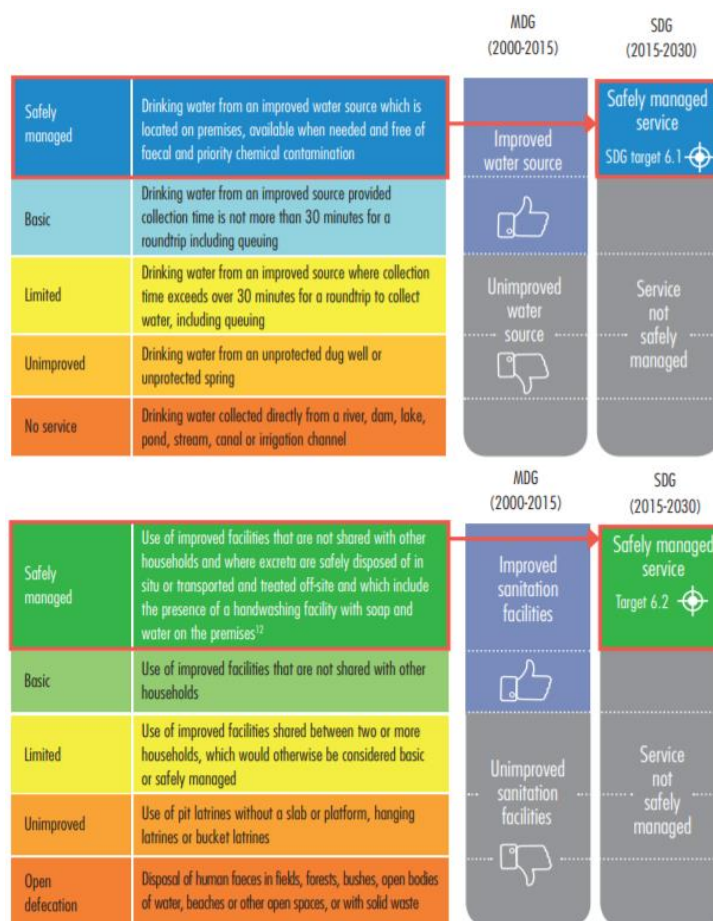 MDG
(2000-2015)
SDG
(2015-2030)
Safely
managed
Drinking water from an improved water source which is
located on premises, available when needed and free of
faecal and priority chemical contamination
Improved
water source
Safely managed
service
SDG target 6.1
Basic
Drinking water from an improved source provided
collection time is not more than 30 minutes for a
roundtrip including queuing
Limited
Drinking water from an improved source where collection
time exceeds over 30 minutes for a roundtrip to collect
water, including queuing
Unimproved
water
source
Service
not
safely
managed
Unimproved
Drinking water from an unprotected dug well or
unprotected spring
No service
Drinking water collected directly from a river, dam, lake,
pond, stream, canal or irrigation channel
MDG
(2000-2015)
SDG
(2015-2030)
Safely
managed
Use of improved facilities that are not shared with other
households and where excreta are safely disposed of in
situ or transported and treated off-site and which include
the presence of a handwashing facility with soap and
water on the premises¹²
Improved
sanitation
facilities
Safely managed
service
Target 6.2
Basic
Use of improved facilities that are not shared with other
households
Limited
Use of improved facilities shared between two or more
households, which would otherwise be considered basic
or safely managed
Unimproved
sanitation
facilities
Service
not
safely
managed
Unimproved
Use of pit latrines without a slab or platform, hanging
latrines or bucket latrines
Open
defecation
Disposal of human faeces in fields, forests, bushes, open bodies
of water, beaches or other open spaces, or with solid waste